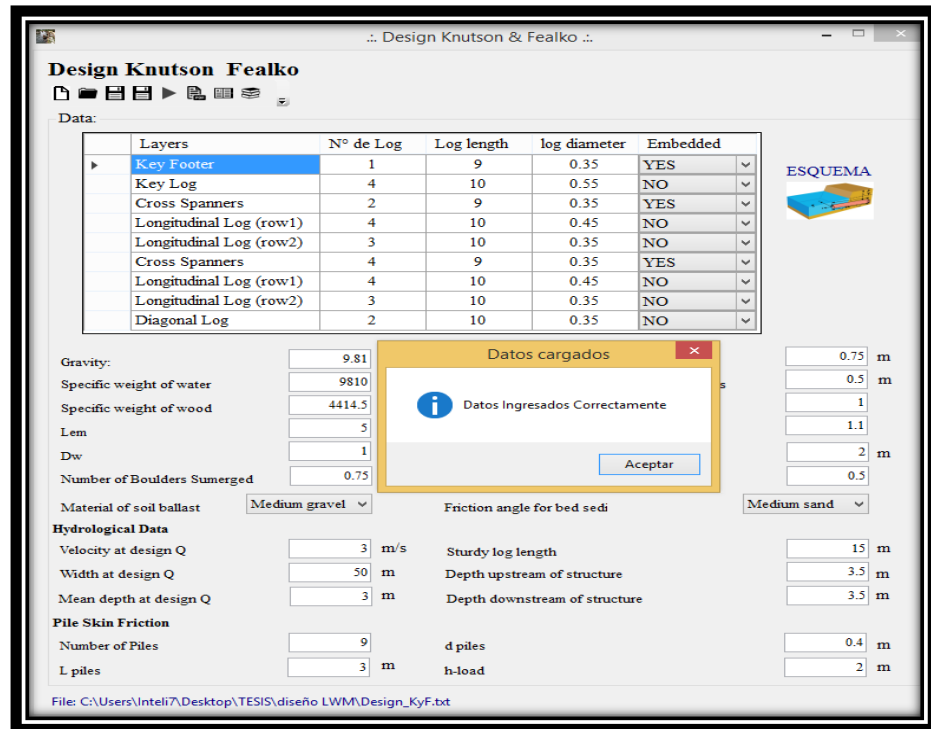 .:. Design Knutson & Fealko .:.
Design Knutson Fealko
Data:
Layers N° de Log Log length log diameter Embedded
Key Footer 1 9 0.35 YES
Key Log 4 10 0.55 NO
Cross Spanners 2 9 0.35 YES
Longitudinal Log (row1) 4 10 0.45 NO
Longitudinal Log (row2) 3 10 0.35 NO
Cross Spanners 4 9 0.35 YES
Longitudinal Log (row1) 4 10 0.45 NO
Longitudinal Log (row2) 3 10 0.35 NO
Diagonal Log 2 10 0.35 NO
ESQUEMA
Gravity: 9.81 0.75 m
Specific weight of water 9810 s 0.5 m
Specific weight of wood 4414.5 1
Lem 5 1.1
Dw 1 2 m
Number of Boulders Sumerged 0.75 0.5
Datos cargados
Datos Ingresados Correctamente
Aceptar
Material of soil ballast Medium gravel Friction angle for bed sedi Medium sand
Hydrological Data
Velocity at design Q 3 m/s Sturdy log length 15 m
Width at design Q 50 m Depth upstream of structure 3.5 m
Mean depth at design Q 3 m Depth downstream of structure 3.5 m
Pile Skin Friction
Number of Piles 9 d piles 0.4 m
L piles 3 m h-load 2 m
File: C:\Users\Inteli7\Desktop\TESIS\diseño LWM\Design_KyF.txt